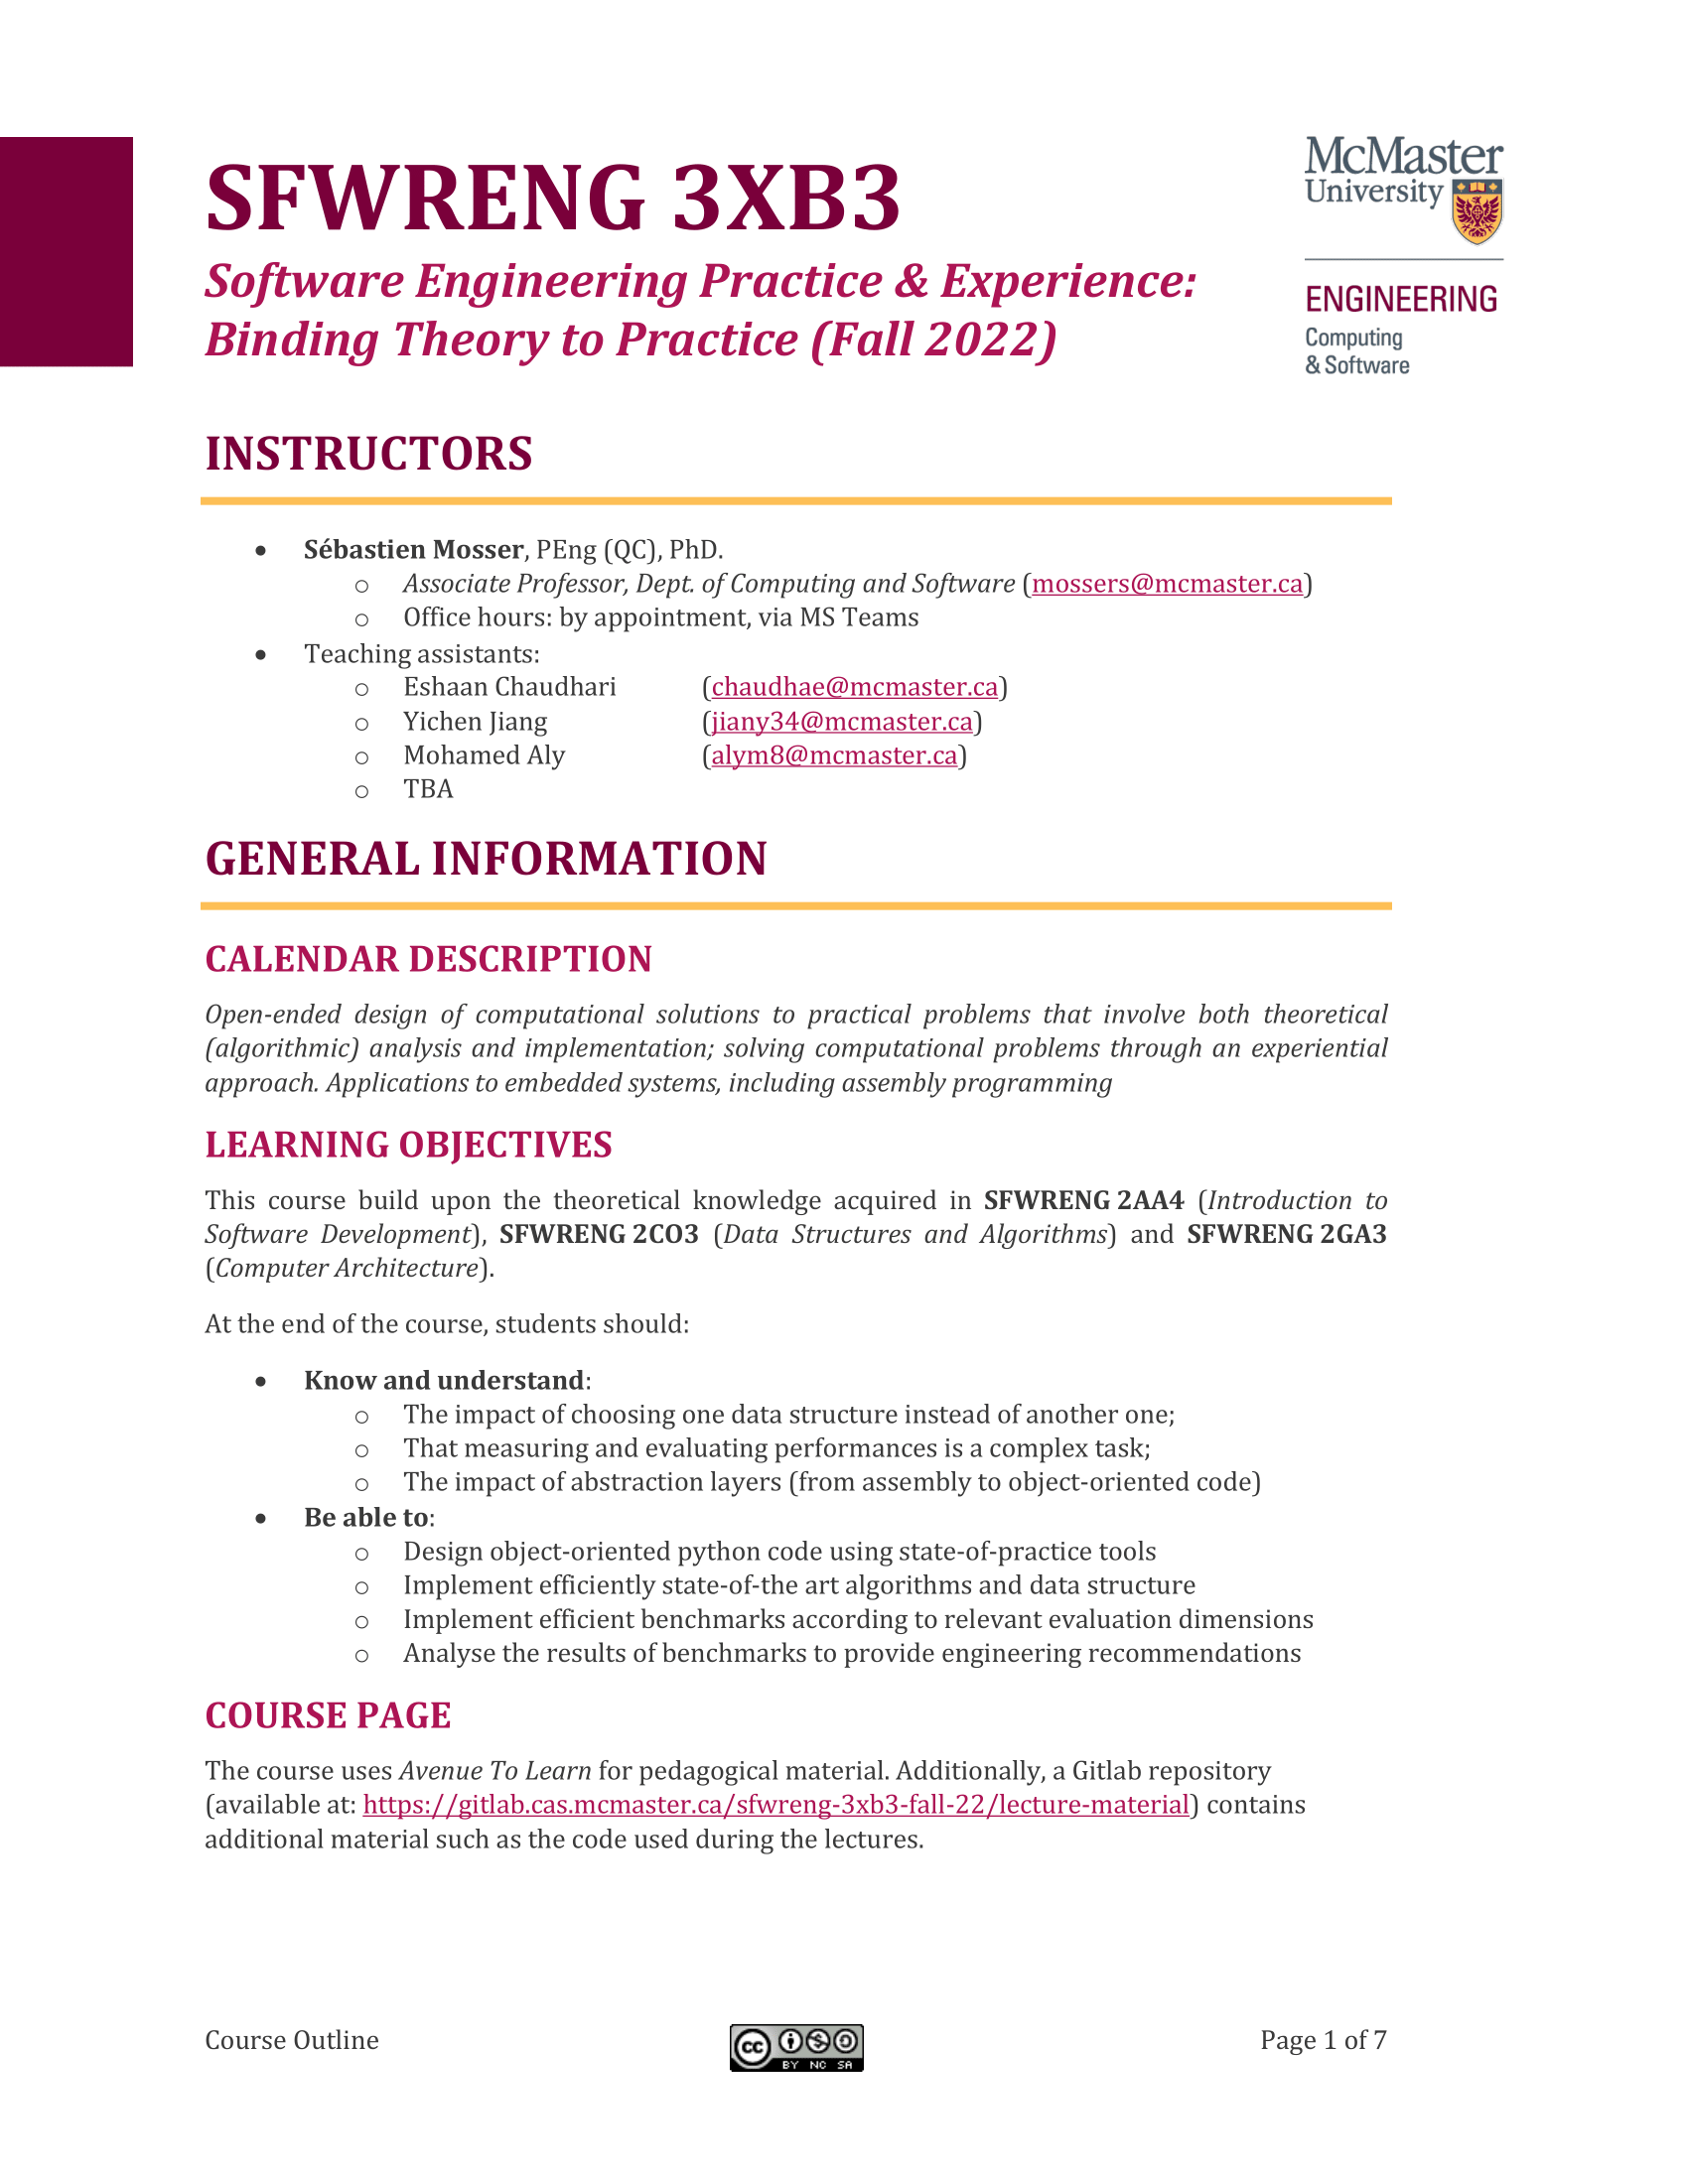 SFWRENG 3XB3
Software Engineering Practice & Experience:
Binding Theory to Practice (Fall 2022)
McMaster
University
ENGINEERING
Computing
& Software
INSTRUCTORS
• Sébastien Mosser, PEng (QC), PhD.
o Associate Professor, Dept. of Computing and Software (mossers@mcmaster.ca)
o Office hours: by appointment, via MS Teams
• Teaching assistants:
o Eshaan Chaudhari (chaudhae@mcmaster.ca)
o Yichen Jiang (jiany34@mcmaster.ca)
o Mohamed Aly (alym8@mcmaster.ca)
o TBA
GENERAL INFORMATION
CALENDAR DESCRIPTION
Open-ended design of computational solutions to practical problems that involve both theoretical
(algorithmic) analysis and implementation; solving computational problems through an experiential
approach. Applications to embedded systems, including assembly programming
LEARNING OBJECTIVES
This course build upon the theoretical knowledge acquired in SFWRENG 2AA4 (Introduction to
Software Development), SFWRENG 2CO3 (Data Structures and Algorithms) and SFWRENG 2GA3
(Computer Architecture).
At the end of the course, students should:
• Know and understand:
o The impact of choosing one data structure instead of another one;
o That measuring and evaluating performances is a complex task;
o The impact of abstraction layers (from assembly to object-oriented code)
• Be able to:
o Design object-oriented python code using state-of-practice tools
o Implement efficiently state-of-the art algorithms and data structure
o Implement efficient benchmarks according to relevant evaluation dimensions
o Analyse the results of benchmarks to provide engineering recommendations
COURSE PAGE
The course uses Avenue To Learn for pedagogical material. Additionally, a Gitlab repository
(available at: https://gitlab.cas.mcmaster.ca/sfwreng-3xb3-fall-22/lecture-material) contains
additional material such as the code used during the lectures.
Course Outline
cc
BY NC SA
Page 1 of 7